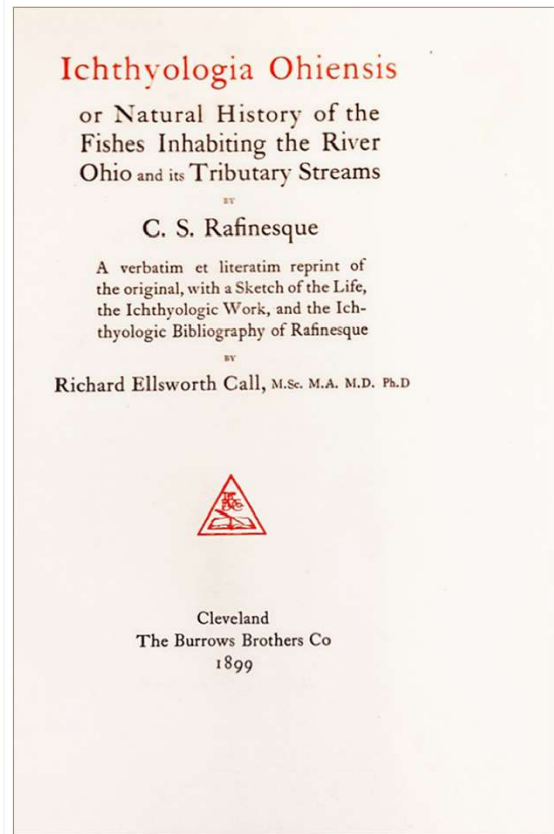 Ichthyologia Ohiensis
or Natural History of the
Fishes Inhabiting the River
Ohio and its Tributary Streams
BY
C. S. Rafinesque
A verbatim et literatim reprint of
the original, with a Sketch of the Life,
the Ichthyologic Work, and the Ich-
thyologic Bibliography of Rafinesque
BY
Richard Ellsworth Call, M.Sc. M.A. M.D. Ph.D
Cleveland
The Burrows Brothers Co
1899